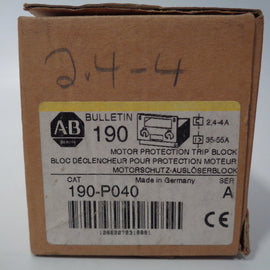 2.4-4
AB
BULLETIN
190
2,4-4A
35-55A
MOTOR PROTECTION TRIP BLOCK
BLOC DÉCLENCHEUR POUR PROTECTION MOTEUR
MOTORSCHUTZ-AUSLÖSERBLOCK
CAT Made in Germany SER
190-P040 A
CE